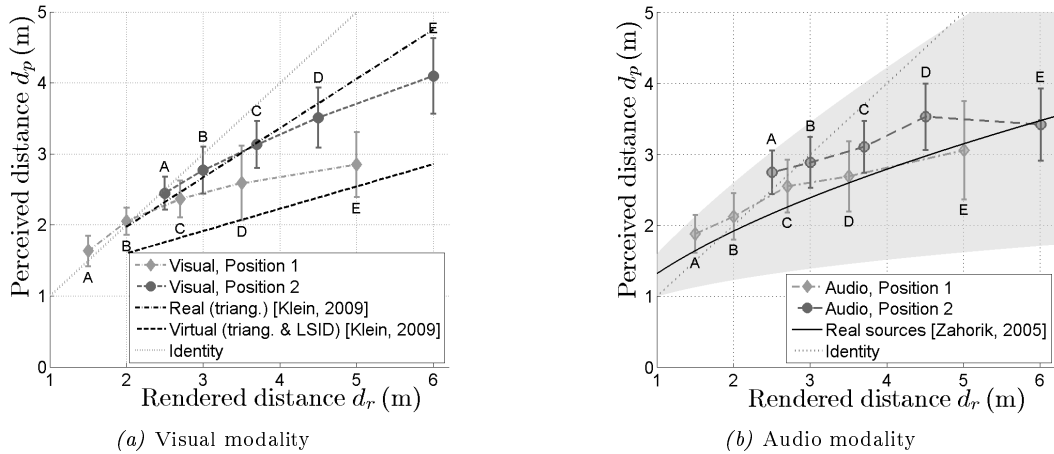 Perceived distance d_p (m)
5
4
3
2
1
0
A
B
C
D
E
A
B
C
D
E
Visual, Position 1
Visual, Position 2
Real (triang.) [Klein, 2009]
Virtual (triang. & LSID) [Klein, 2009]
Identity
1 2 3 4 5 6
Rendered distance d_r (m)
(a) Visual modality
Perceived distance d_p (m)
5
4
3
2
1
0
A
B
C
D
E
A
B
C
D
E
Audio, Position 1
Audio, Position 2
Real sources [Zahorik, 2005]
Identity
1 2 3 4 5 6
Rendered distance d_r (m)
(b) Audio modality